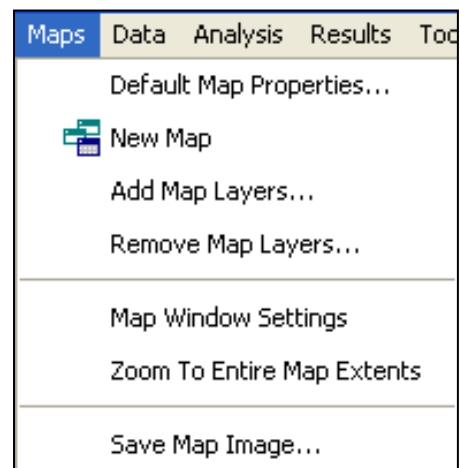 Maps Data Analysis Results Too
Default Map Properties...
New Map
Add Map Layers...
Remove Map Layers...
Map Window Settings
Zoom To Entire Map Extents
Save Map Image...